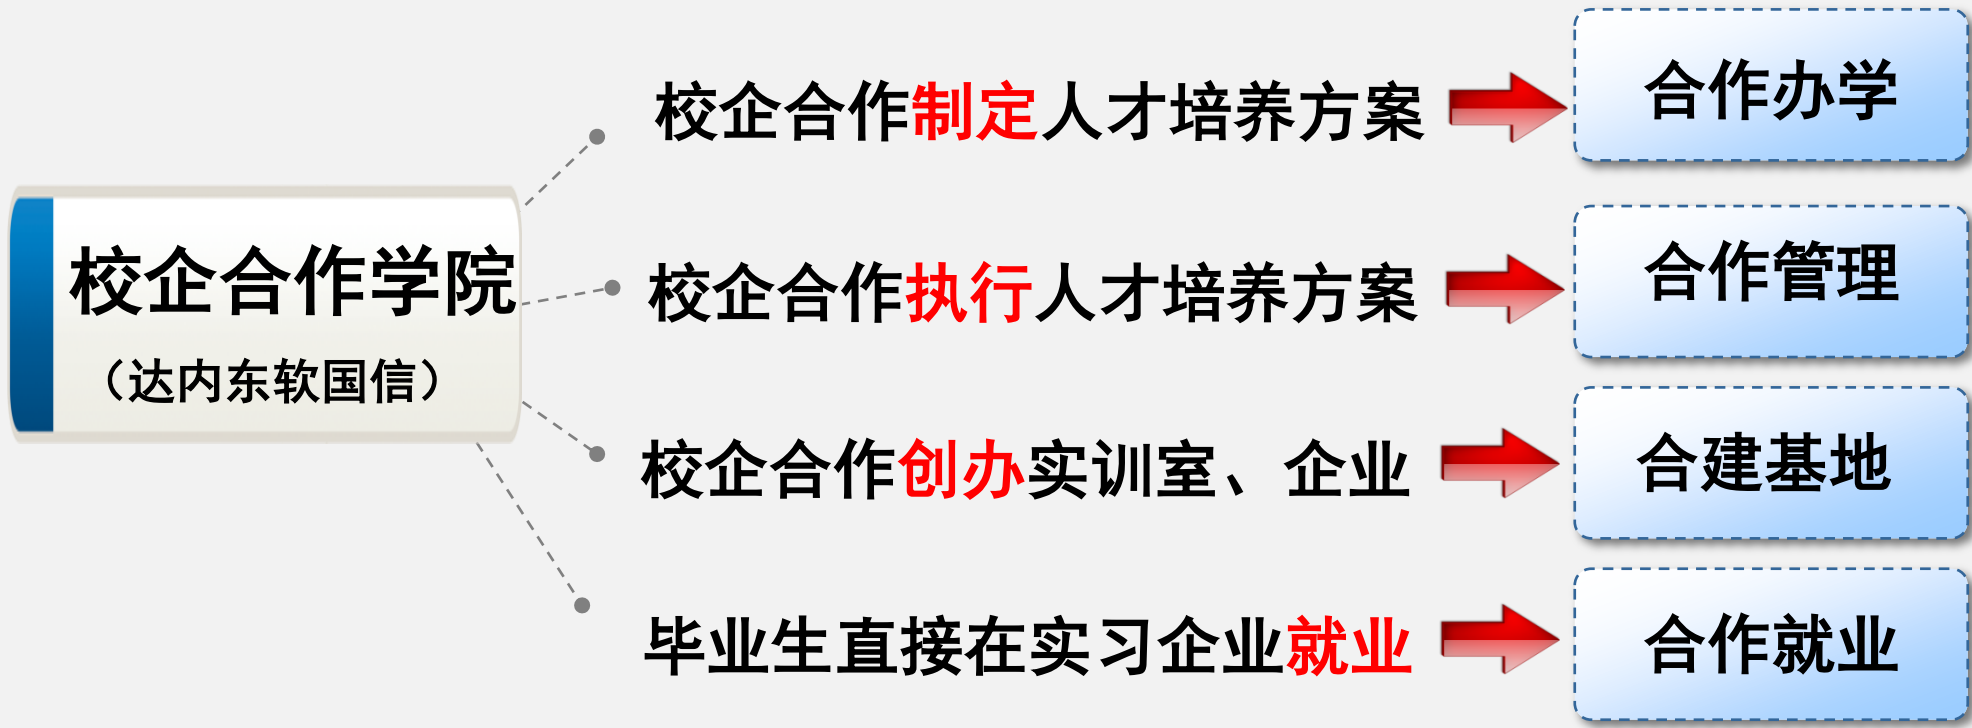 校企合作学院
（达内东软国信）
校企合作制定人才培养方案
合作办学
校企合作执行人才培养方案
合作管理
校企合作创办实训室、企业
合建基地
毕业生直接在实习企业就业
合作就业